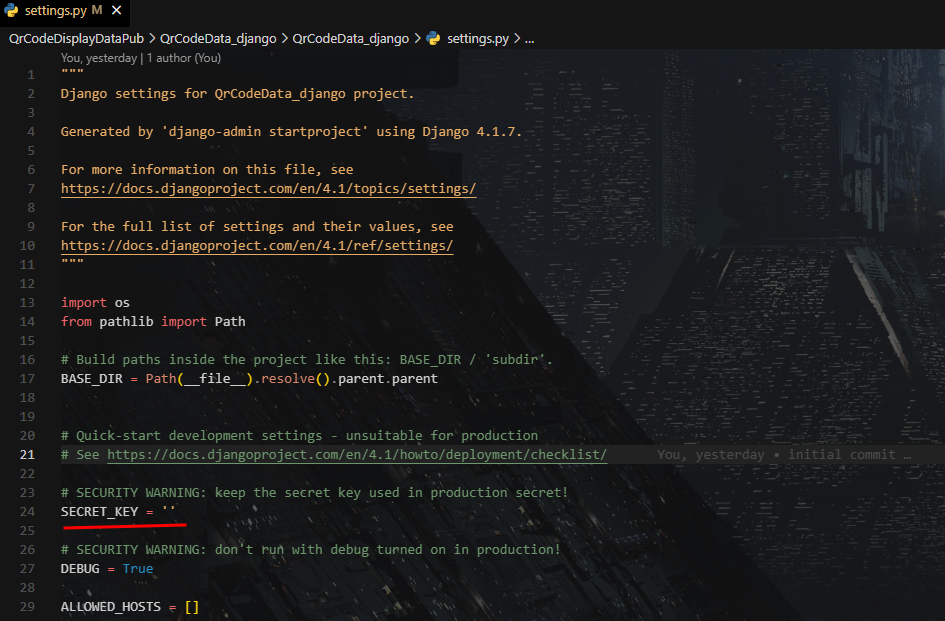 settings.py M ×
QrCodeDisplayDataPub > QrCodeData_django > QrCodeData_django > settings.py > ...
You, yesterday | 1 author (You)
1 """
2 Django settings for QrCodeData_django project.
3
4 Generated by 'django-admin startproject' using Django 4.1.7.
5
6 For more information on this file, see
7 https://docs.djangoproject.com/en/4.1/topics/settings/
8
9 For the full list of settings and their values, see
10 https://docs.djangoproject.com/en/4.1/ref/settings/
11 """
12
13 import os
14 from pathlib import Path
15
16 # Build paths inside the project like this: BASE_DIR / 'subdir'.
17 BASE_DIR = Path(__file__).resolve().parent.parent
18
19
20 # Quick-start development settings - unsuitable for production
21 # See https://docs.djangoproject.com/en/4.1/howto/deployment/checklist/ You, yesterday • initial commit …
22
23 # SECURITY WARNING: keep the secret key used in production secret!
24 SECRET_KEY = ''
25
26 # SECURITY WARNING: don't run with debug turned on in production!
27 DEBUG = True
28
29 ALLOWED_HOSTS = []